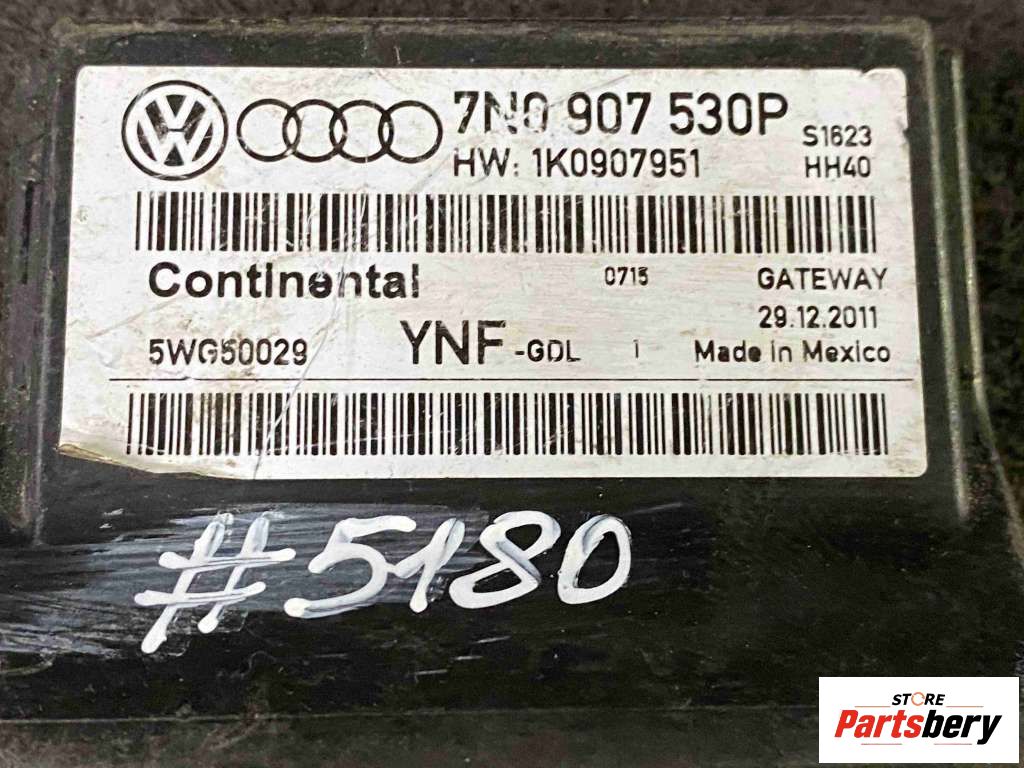 7N0 907 530P S1623
HW: 1K0907951 HH40
Continental 0715 GATEWAY
29.12.2011
5WG50029 YNF -GDL 1 Made in Mexico
#5180
STORE
Partsbery